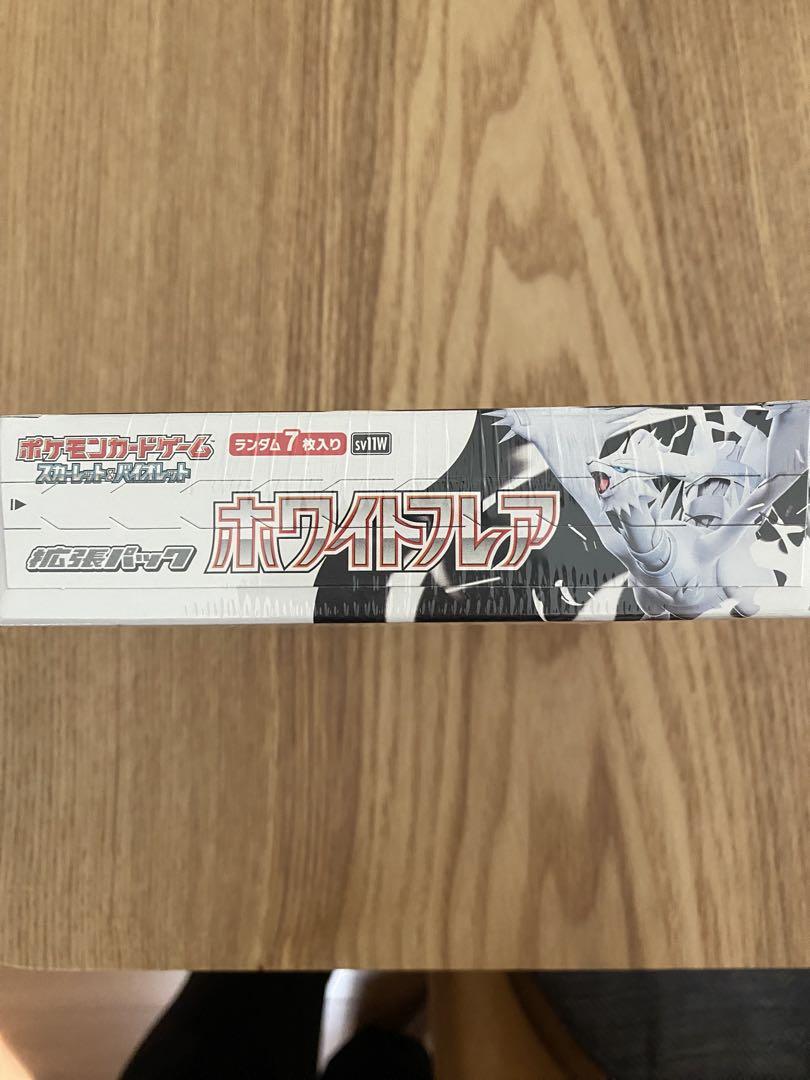 ポケモンカードゲーム
スカーレット&バイオレット
ランダム7枚入り
sv11W
拡張パック
ホワイトフレア